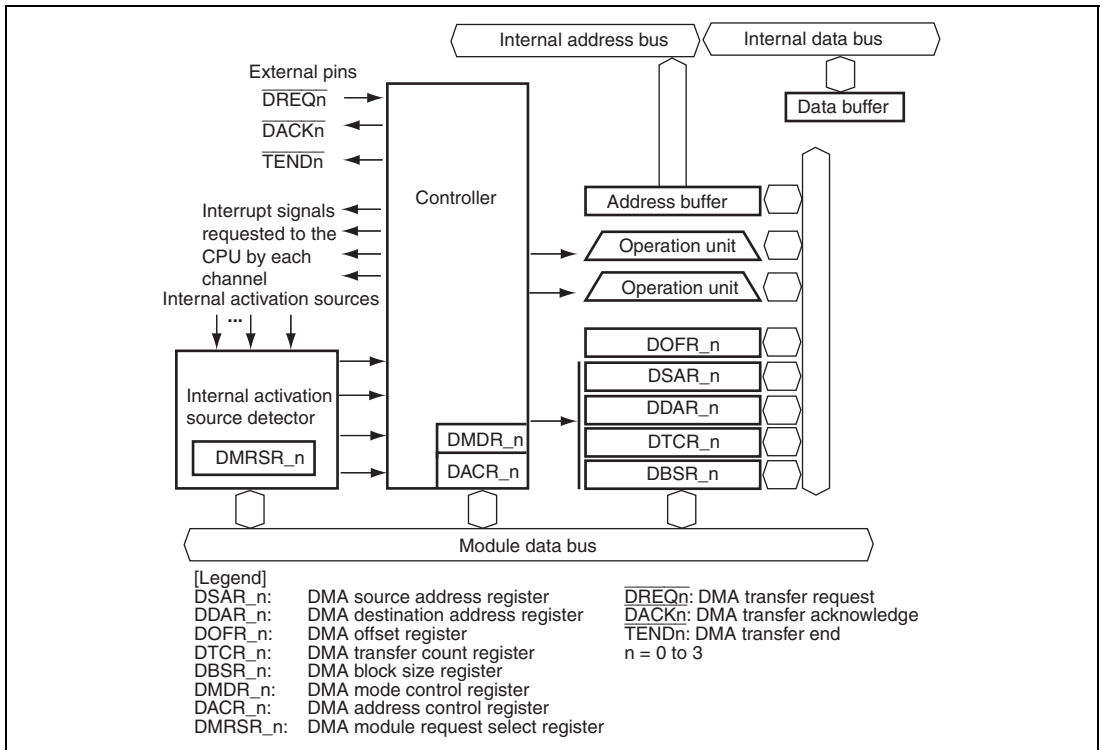 Internal address bus
Internal data bus
External pins
DREQn
DACKn
TENDn
Data buffer
Controller
Address buffer
Interrupt signals
requested to the
CPU by each
channel
Operation unit
Operation unit
Internal activation sources
...
DOFR_n
DSAR_n
DDAR_n
DTCR_n
DBSR_n
Internal activation
source detector
DMRSR_n
DMDR_n
DACR_n
Module data bus
[Legend]
DSAR_n: DMA source address register
DDAR_n: DMA destination address register
DOFR_n: DMA offset register
DTCR_n: DMA transfer count register
DBSR_n: DMA block size register
DMDR_n: DMA mode control register
DACR_n: DMA address control register
DMRSR_n: DMA module request select register
DREQn: DMA transfer request
DACKn: DMA transfer acknowledge
TENDn: DMA transfer end
n = 0 to 3